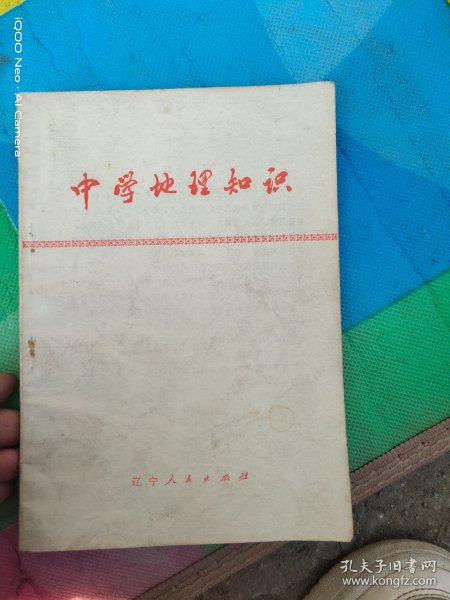 iQOO Neo · AI Camera
中学地理知识
辽宁人民出版社
孔夫子旧书网
www.kongfz.com